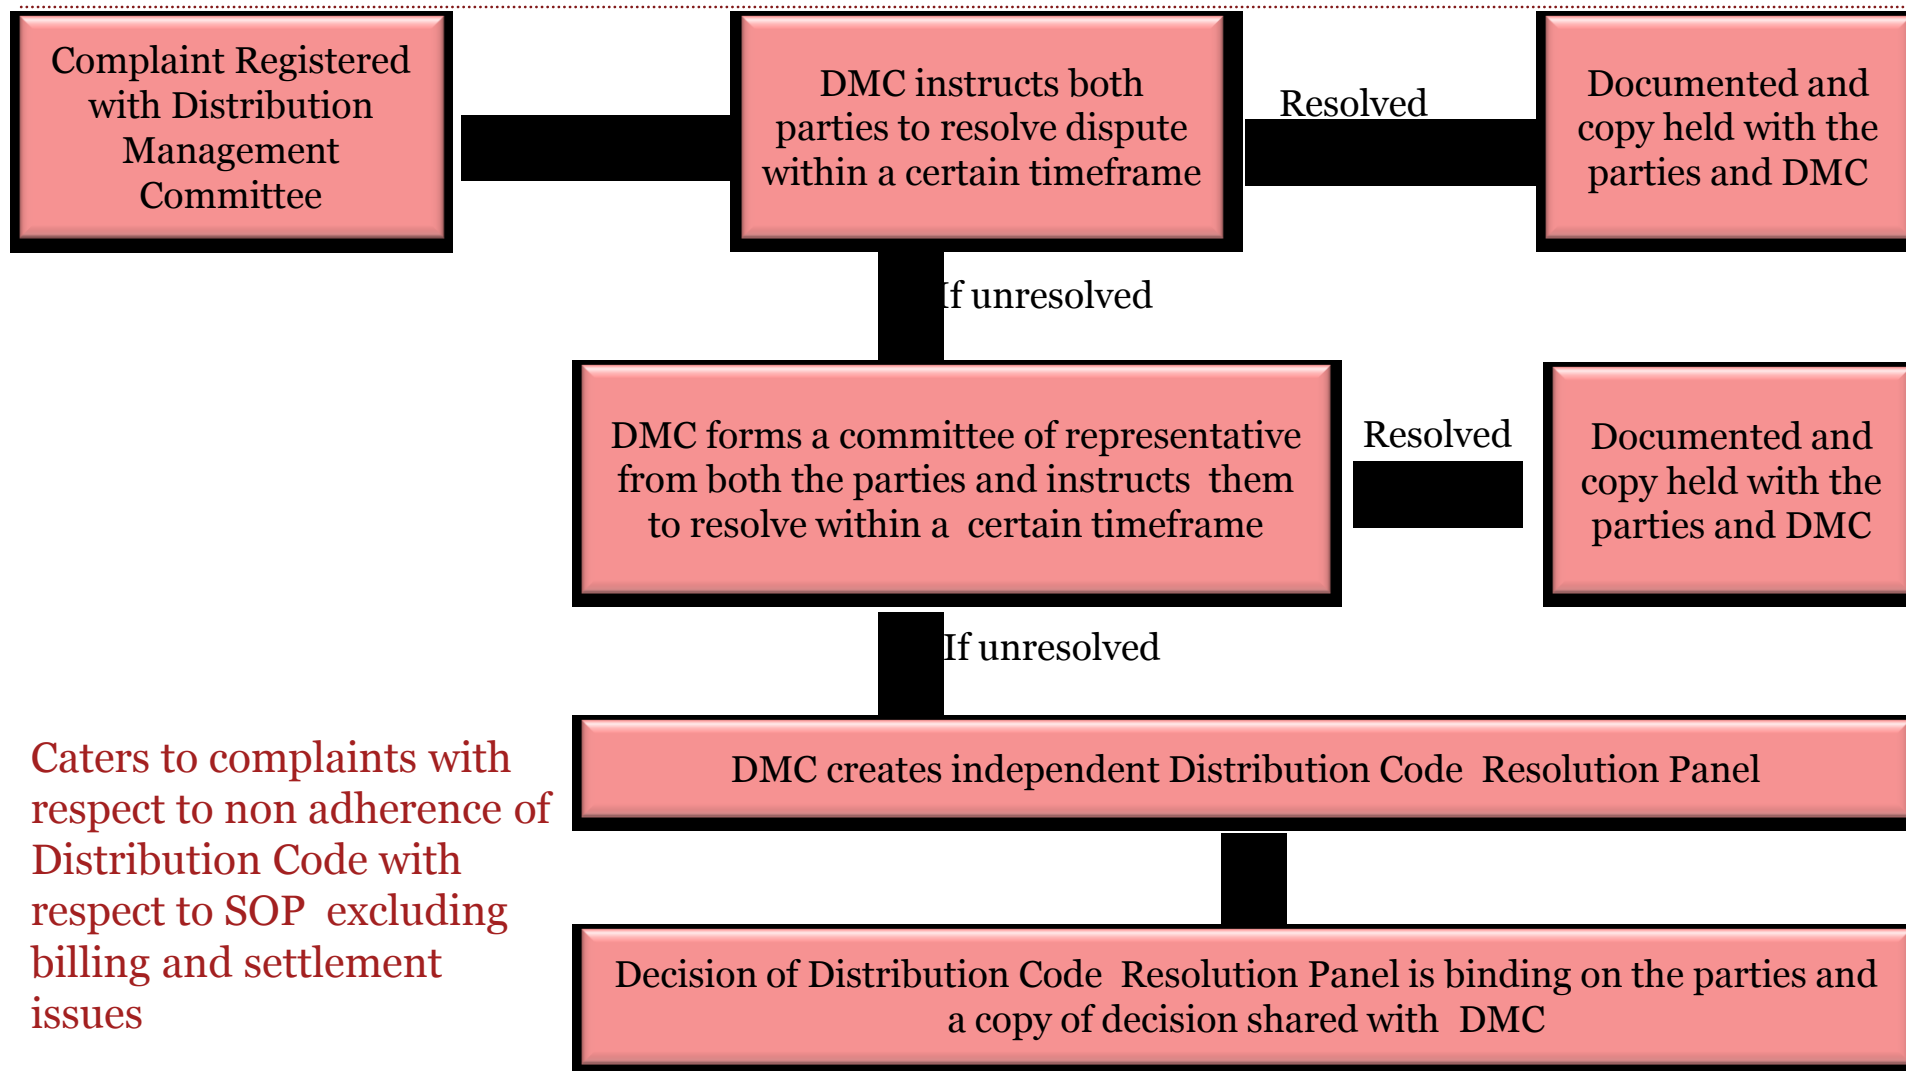 Complaint Registered
with Distribution
Management
Committee
DMC instructs both
parties to resolve dispute
within a certain timeframe
Resolved
Documented and
copy held with the
parties and DMC
If unresolved
DMC forms a committee of representative
from both the parties and instructs  them
to resolve within a  certain timeframe
Resolved
Documented and
copy held with the
parties and DMC
If unresolved
DMC creates independent Distribution Code  Resolution Panel
Caters to complaints with
respect to non adherence of
Distribution Code with
respect to SOP  excluding
billing and settlement
issues
Decision of Distribution Code  Resolution Panel is binding on the parties and
a copy of decision shared with  DMC